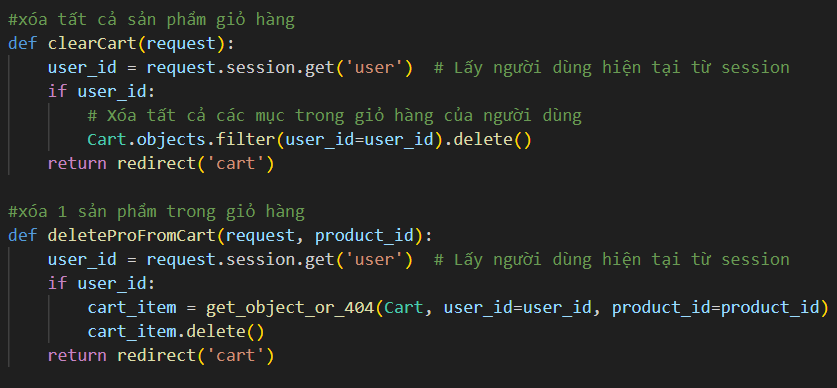 #xóa tất cả sản phẩm giỏ hàng
def clearCart(request):
    user_id = request.session.get('user')  # Lấy người dùng hiện tại từ session
    if user_id:
        # Xóa tất cả các mục trong giỏ hàng của người dùng
        Cart.objects.filter(user_id=user_id).delete()
    return redirect('cart')

#xóa 1 sản phẩm trong giỏ hàng
def deleteProFromCart(request, product_id):
    user_id = request.session.get('user')  # Lấy người dùng hiện tại từ session
    if user_id:
        cart_item = get_object_or_404(Cart, user_id=user_id, product_id=product_id)
        cart_item.delete()
    return redirect('cart')